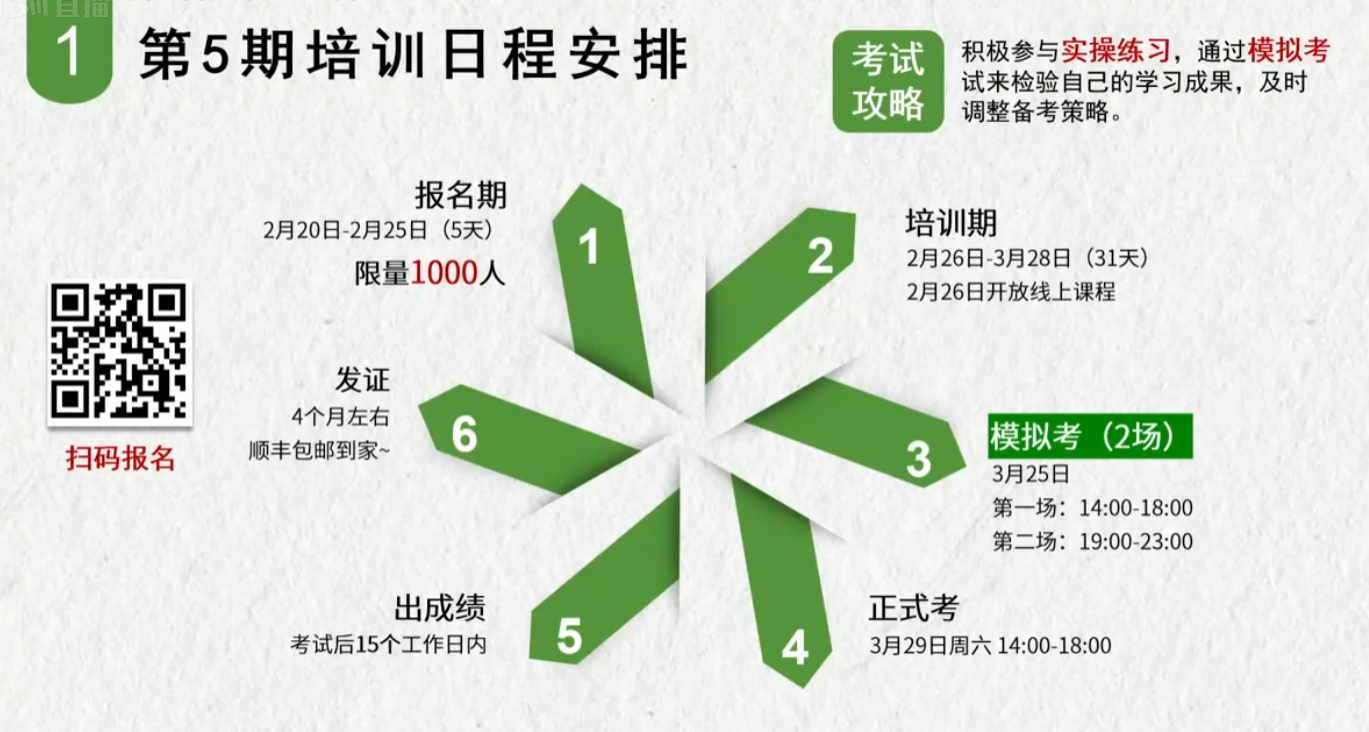 直播
1
第5期培训日程安排
考试
攻略
积极参与实操练习，通过模拟考
试来检验自己的学习成果，及时
调整备考策略。
报名期
2月20日-2月25日（5天）
限量1000人
1
2
培训期
2月26日-3月28日（31天）
2月26日开放线上课程
扫码报名
发证
4个月左右
顺丰包邮到家~
6
3
模拟考（2场）
3月25日
第一场：14:00-18:00
第二场：19:00-23:00
出成绩
考试后15个工作日内
5
4
正式考
3月29日周六 14:00-18:00